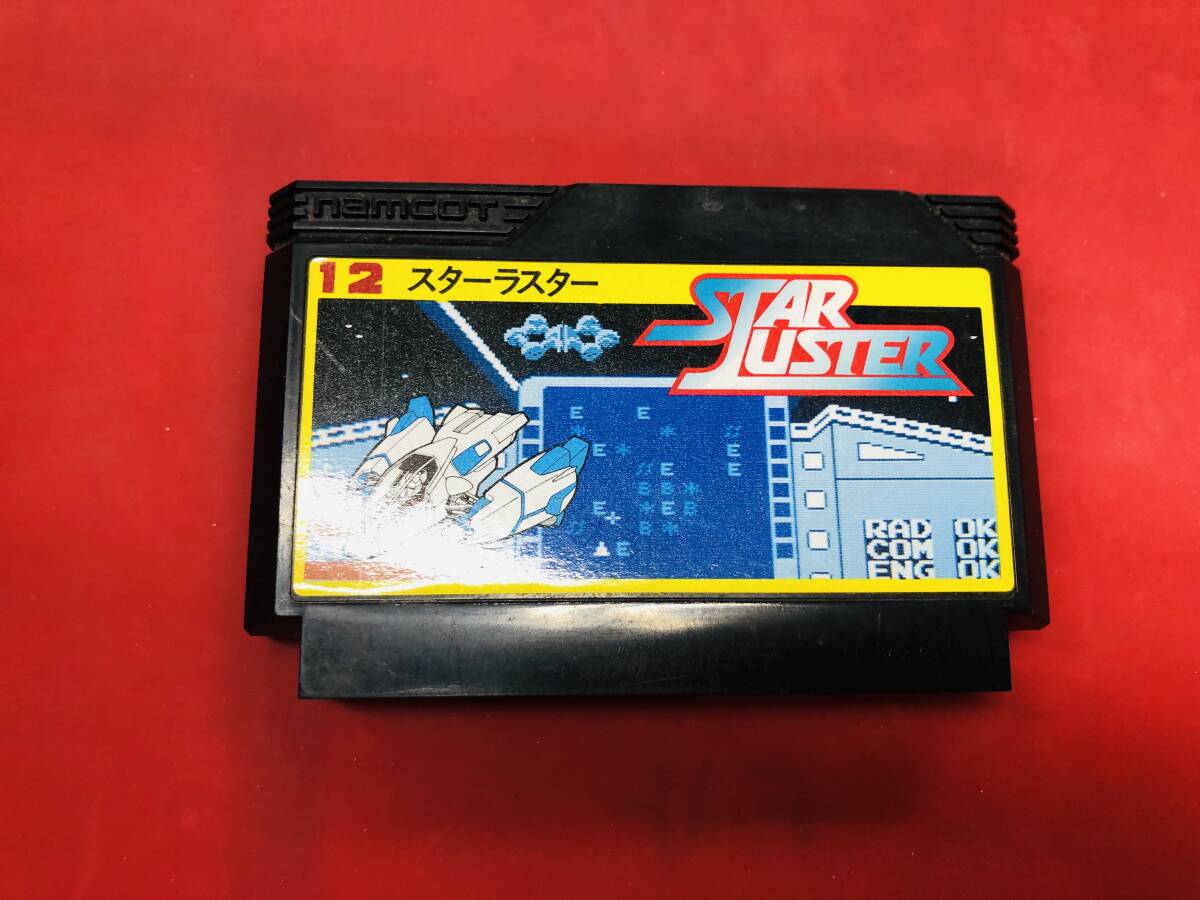 namcot
12 スターラスター
STAR LUSTER
E E
E E
E
B B
E E B
B
E
RAD OK
COM OK
ENG OK